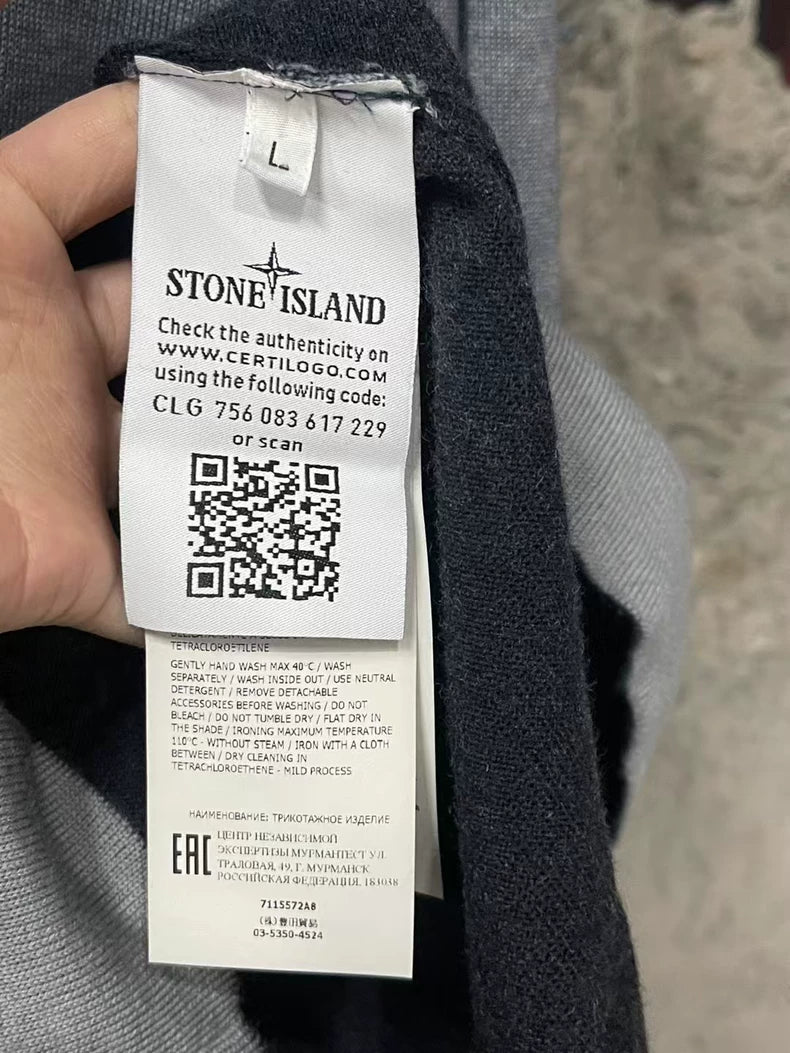 L
STONE ISLAND
Check the authenticity on
WWW.CERTILOGO.COM
using the following code:
CLG 756 083 617 229
or scan
TETRACLOROETILENE
GENTLY HAND WASH MAX 40°C / WASH
SEPARATELY / WASH INSIDE OUT / USE NEUTRAL
DETERGENT / REMOVE DETACHABLE
ACCESSORIES BEFORE WASHING / DO NOT
BLEACH / DO NOT TUMBLE DRY / FLAT DRY IN
THE SHADE / IRONING MAXIMUM TEMPERATURE
110°C - WITHOUT STEAM / IRON WITH A CLOTH
BETWEEN / DRY CLEANING IN
TETRACHLOROETHENE - MILD PROCESS
НАИМЕНОВАНИЕ: ТРИКОТАЖНОЕ ИЗДЕЛИЕ
EAC
ЦЕНТР НЕЗАВИСИМОЙ
ЭКСПЕРТИЗЫ МУРМАНТЕСТ УЛ.
ТРАЛОВАЯ, 49, Г. МУРМАНСК
РОССИЙСКАЯ ФЕДЕРАЦИЯ, 183038
7115572A8
(株)豊田貿易
03-5350-4524